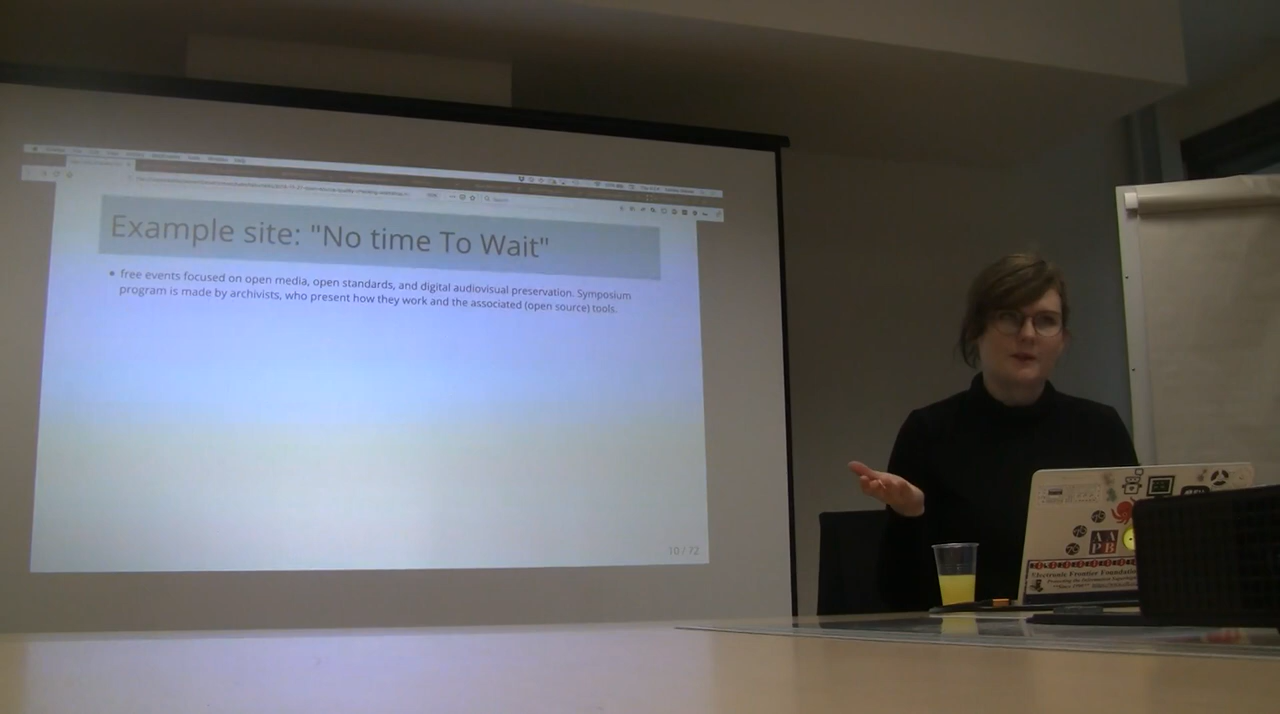 Example site: "No time To Wait"
• free events focused on open media, open standards, and digital audiovisual preservation. Symposium
program is made by archivists, who present how they work and the associated (open source) tools.
10 / 72
AA
PB
Electronic Frontier Foundation